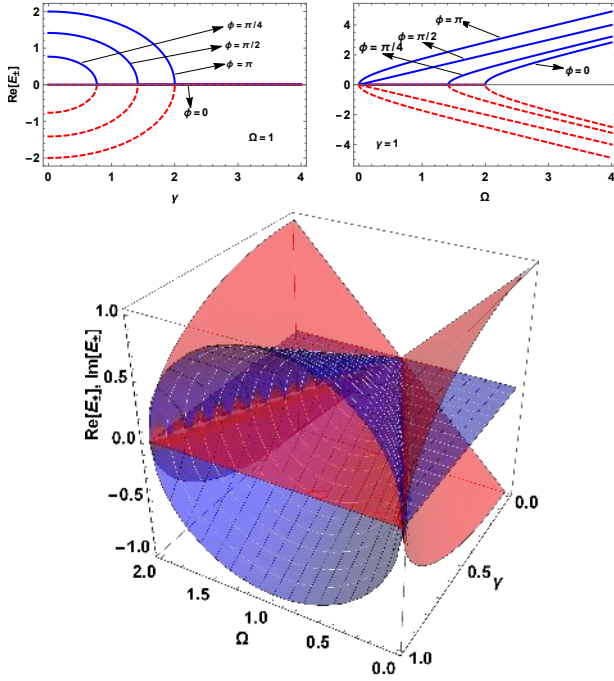 Re[E±]
2
1
0
−1
−2
ϕ = π/4
ϕ = π/2
ϕ = π
ϕ = 0
Ω = 1
0
1
2
3
4
γ
4
2
0
−2
−4
ϕ = π
ϕ = π/2
ϕ = π/4
ϕ = 0
γ = 1
0
1
2
3
4
Ω
Re[E±], Im[E±]
1.0
0.5
0.0
−0.5
−1.0
2.0
1.5
1.0
0.5
0.0
Ω
0.0
0.5
1.0
γ